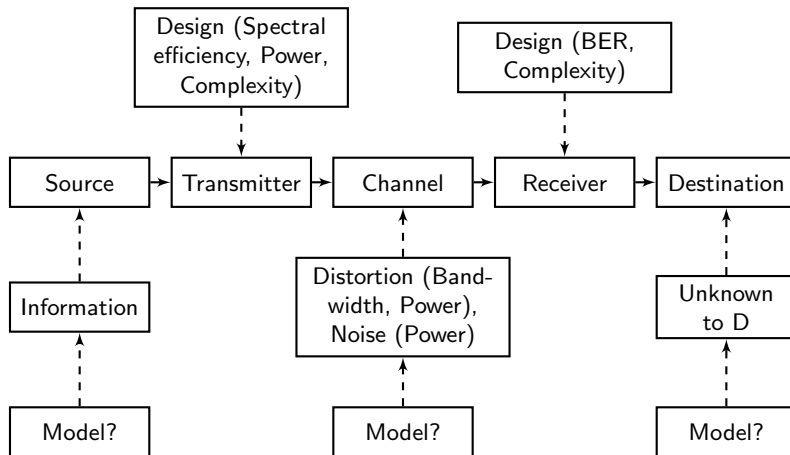 Design (Spectral
efficiency, Power,
Complexity)
Design (BER,
Complexity)
Source
Transmitter
Channel
Receiver
Destination
Information
Distortion (Band-
width, Power),
Noise (Power)
Unknown
to D
Model?
Model?
Model?